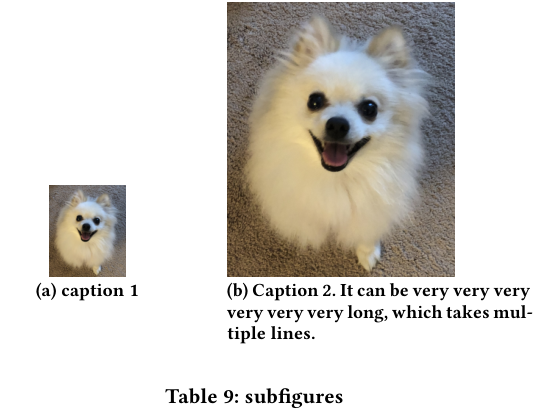 (a) caption 1
(b) Caption 2. It can be very very very
very very very long, which takes mul-
tiple lines.
Table 9: subfigures